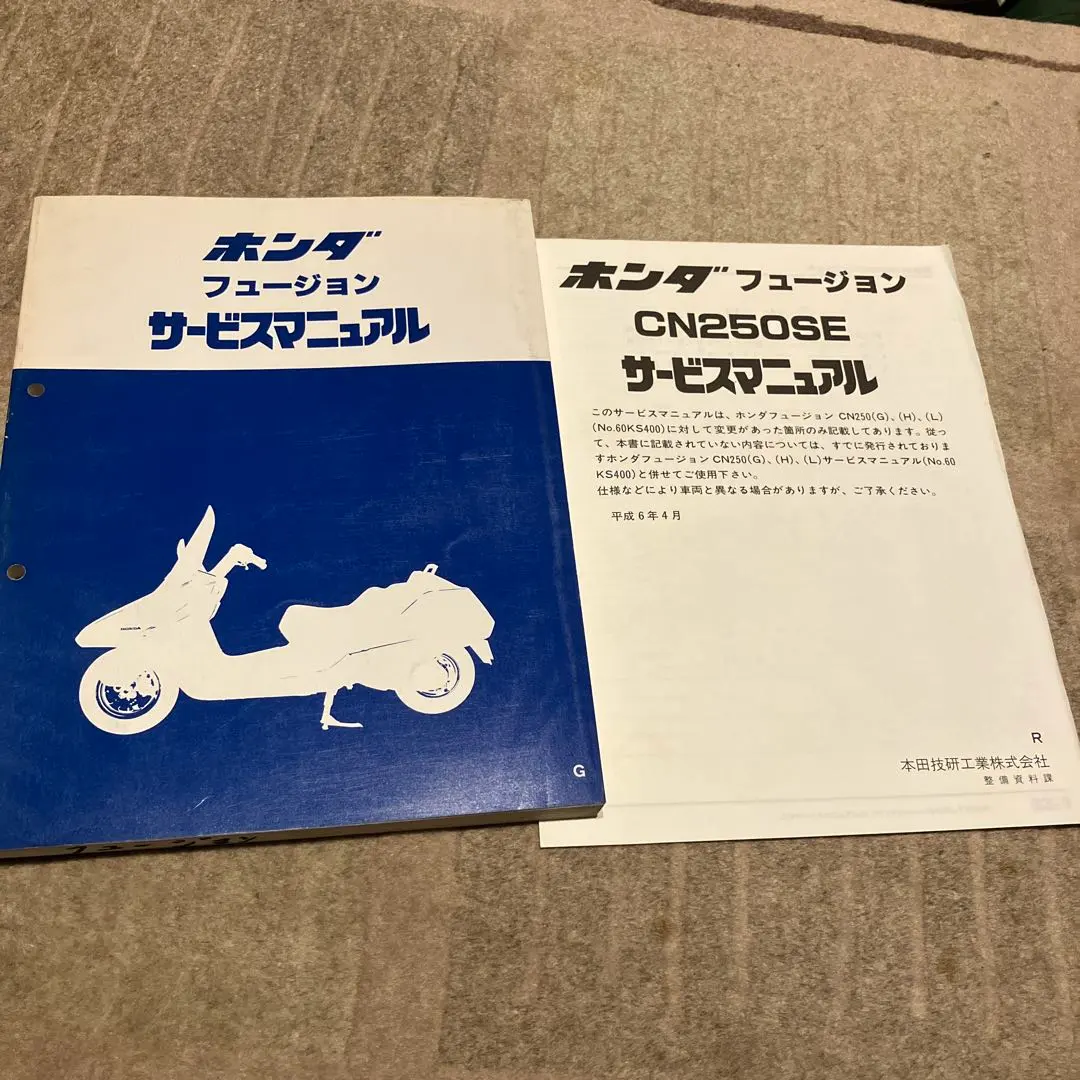 ホンダ
フュージョン
サービスマニュアル
HONDA
G
ホンダ フュージョン
CN250SE
サービスマニュアル
このサービスマニュアルは、ホンダフュージョン CN250(G)、(H)、(L)
(No.60KS400)に対して変更があった箇所のみ記載してあります。従っ
て、本書に記載されていない内容については、すでに発行されておりま
すホンダフュージョン CN250(G)、(H)、(L)サービスマニュアル(No.60
KS400)と併せてご使用下さい。
仕様などにより車両と異なる場合がありますが、ご了承ください。
平成6年4月
R
本田技研工業株式会社
整備資料課